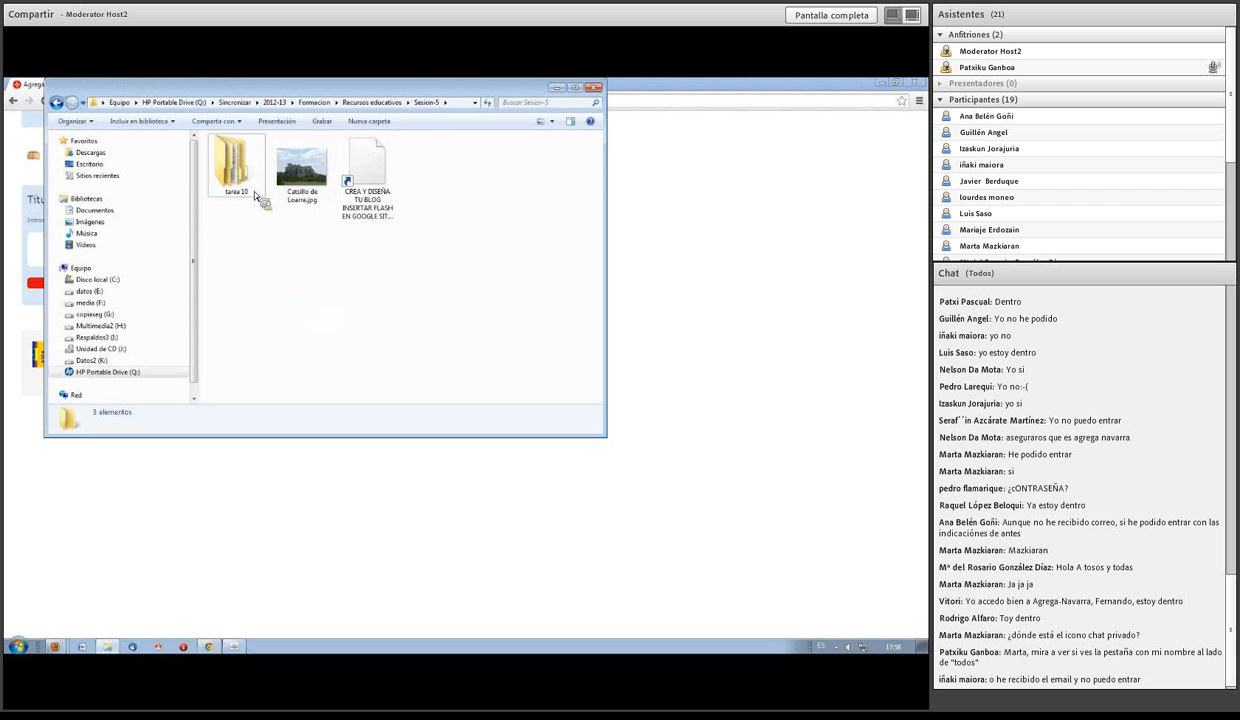 Compartir - Moderator Host2
Pantalla completa
Agrega
Equipo HP Portable Drive (Q:) Sincronizar 2012-13 Formacion Recursos educativos Sesion-5
Buscar Sesion-5
Organizar Incluir en biblioteca Compartir con Presentación Grabar Nueva carpeta
Favoritos
Descargas
Escritorio
Sitios recientes
Bibliotecas
Documentos
Imágenes
Música
Vídeos
Equipo
Disco local (C:)
datos (E:)
media (F:)
copiaseg (G:)
Multimedia2 (H:)
Respaldos3 (I:)
Unidad de CD (J:)
Datos2 (K:)
HP Portable Drive (Q:)
Red
tarea 10
Catsillo de
Loarre.jpg
CREA Y DISEÑA
TU BLOG
INSERTAR FLASH
EN GOOGLE SIT...
3 elementos
ES
17:58
Asistentes (21)
Anfitriones (2)
Moderator Host2
Patxiku Ganboa
Presentadores (0)
Participantes (19)
Ana Belén Goñi
Guillén Angel
Izaskun Jorajuria
iñaki maiora
Javier Berduque
lourdes moneo
Luis Saso
Mariaje Erdozain
Marta Mazkiaran
Chat (Todos)
Patxi Pascual: Dentro
Guillén Angel: Yo no he podido
iñaki maiora: yo no
Luis Saso: yo estoy dentro
Nelson Da Mota: Yo si
Pedro Larequi: Yo no:-(
Izaskun Jorajuria: yo si
Seraf´´in Azcárate Martínez: Yo no puedo entrar
Nelson Da Mota: aseguraros que es agrega navarra
Marta Mazkiaran: He podido entrar
Marta Mazkiaran: si
pedro flamarique: ¿cONTRASEÑA?
Raquel López Beloqui: Ya estoy dentro
Ana Belén Goñi: Aunque no he recibido correo, si he podido entrar con las
indicaciónes de antes
Marta Mazkiaran: Mazkiaran
Mª del Rosario González Díaz: Hola A tosos y todas
Marta Mazkiaran: Ja ja ja
Vitori: Yo accedo bien a Agrega-Navarra, Fernando, estoy dentro
Rodrigo Alfaro: Toy dentro
Marta Mazkiaran: ¿dónde está el icono chat privado?
Patxiku Ganboa: Marta, mira a ver si ves la pestaña con mi nombre al lado
de "todos"
iñaki maiora: o he recibido el email y no puedo entrar